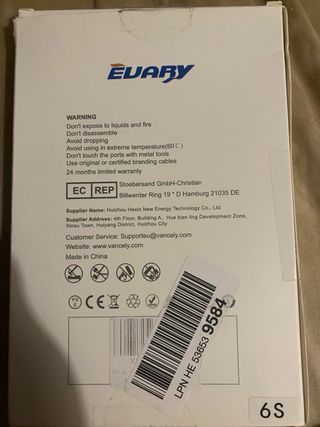 EUARY
WARNING
Don't expose to liquids and fire
Don't disassemble
Avoid dropping
Avoid using in extreme temperature(60℃)
Don't touch the ports with metal tools
Use original or certified branding cables
24 months limited warranty
EC REP
Stoebersand GmbH-Christian
Billwerder Ring 19 * D Hamburg 21035 DE
Supplier Name: Huizhou Hexin New Energy Technology Co., Ltd.
Supplier Address: 4th Floor, Building A, Hua bian ling Development Zone,
Xinxu Town, Huiyang District, Huizhou City
Customer Service: Supporteu@vancely.com
Website: www.vancely.com
Made in China
PS
E
CE
LPN HE 53653 9584
6S